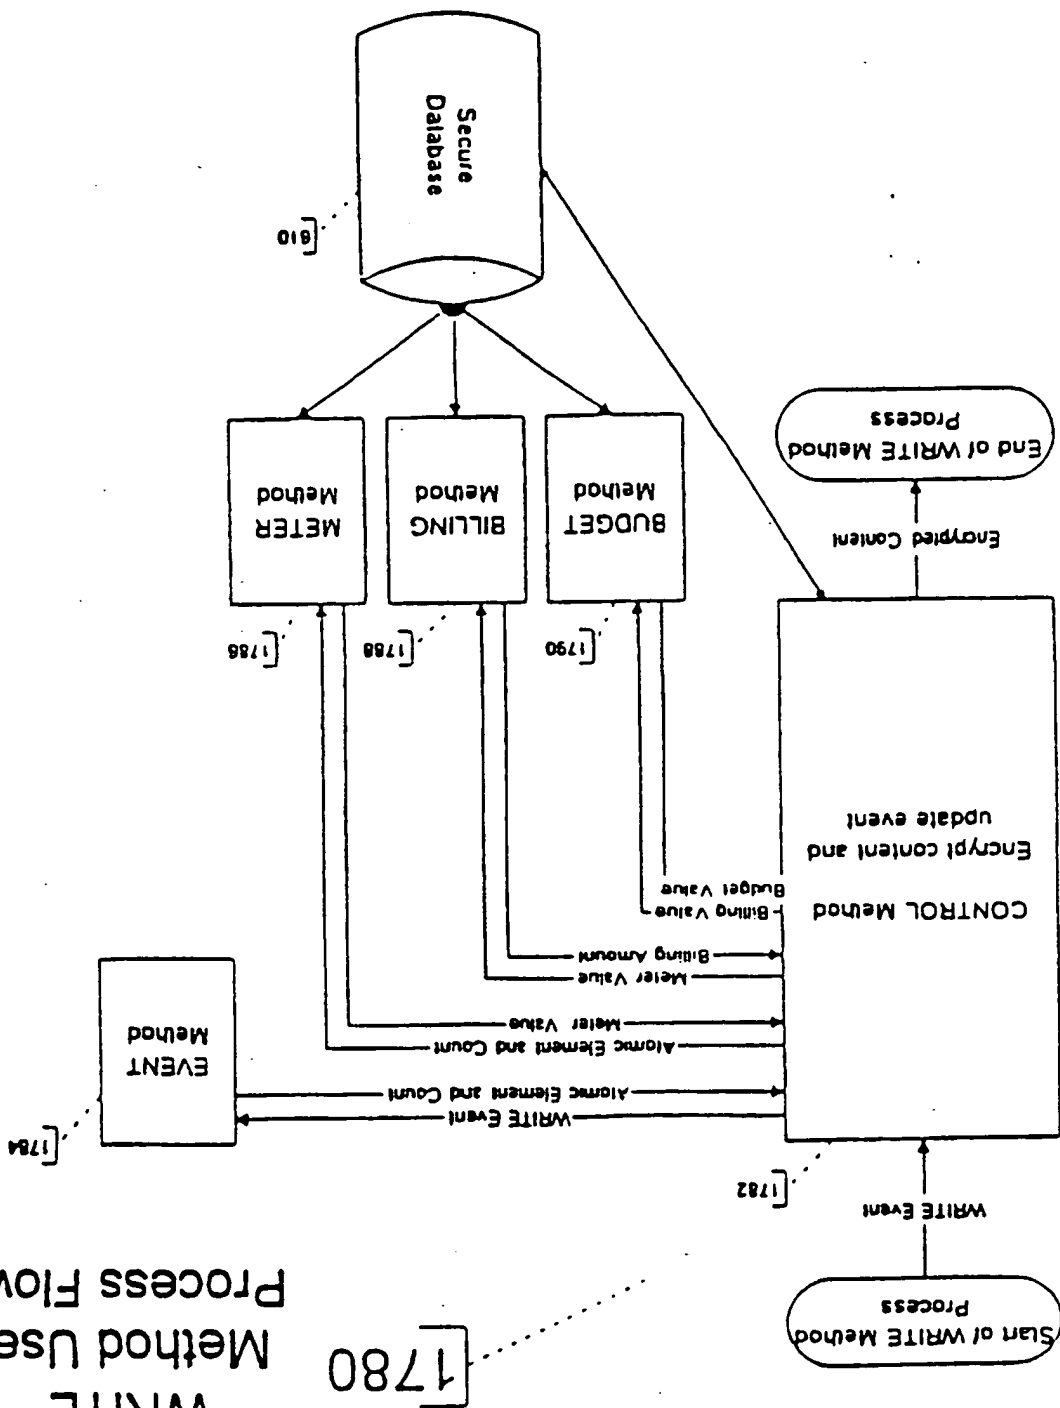 1780
WRITE
Method Use
Process Flow
Start of WRITE Method
Process
WRITE Event
1782
1784
WRITE Event
Atomic Element and Count
EVENT
Method
Atomic Element and Count
Meter Value
Meter Value
Billing Amount
CONTROL Method
Encrypt content and
update event
Billing Value
Budget Value
1790
1788
1786
BUDGET
Method
BILLING
Method
METER
Method
Encrypted Content
End of WRITE Method
Process
610
Secure
Database